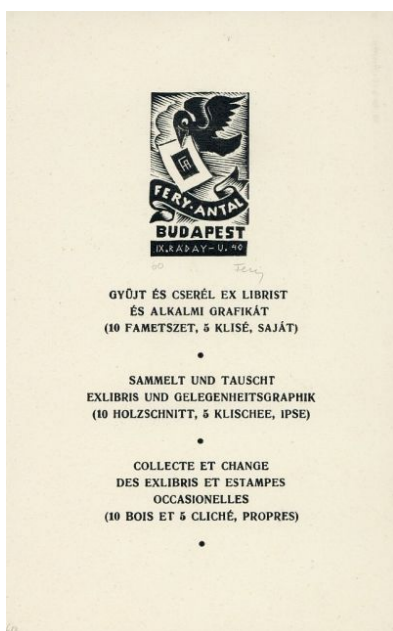 FERY-ANTAL
BUDAPEST
IX.RÁDAY-U. 40
60 Fery
GYŰJT ÉS CSERÉL EX LIBRIST
ÉS ALKALMI GRAFIKÁT
(10 FAMETSZET, 5 KLISÉ, SAJÁT)
•
SAMMELT UND TAUSCHT
EXLIBRIS UND GELEGENHEITSGRAPHIK
(10 HOLZSCHNITT, 5 KLISCHEE, IPSE)
•
COLLECTE ET CHANGE
DES EXLIBRIS ET ESTAMPES
OCCASIONELLES
(10 BOIS ET 5 CLICHÉ, PROPRES)
•